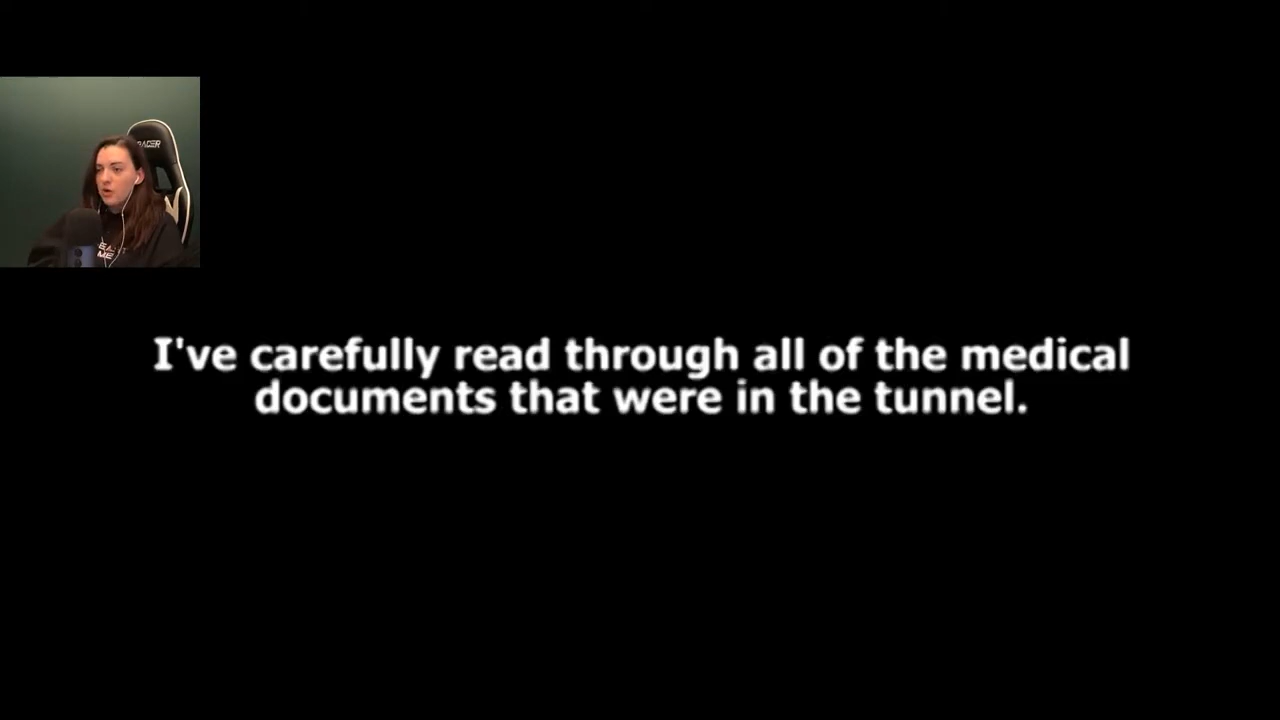 I've carefully read through all of the medical
documents that were in the tunnel.